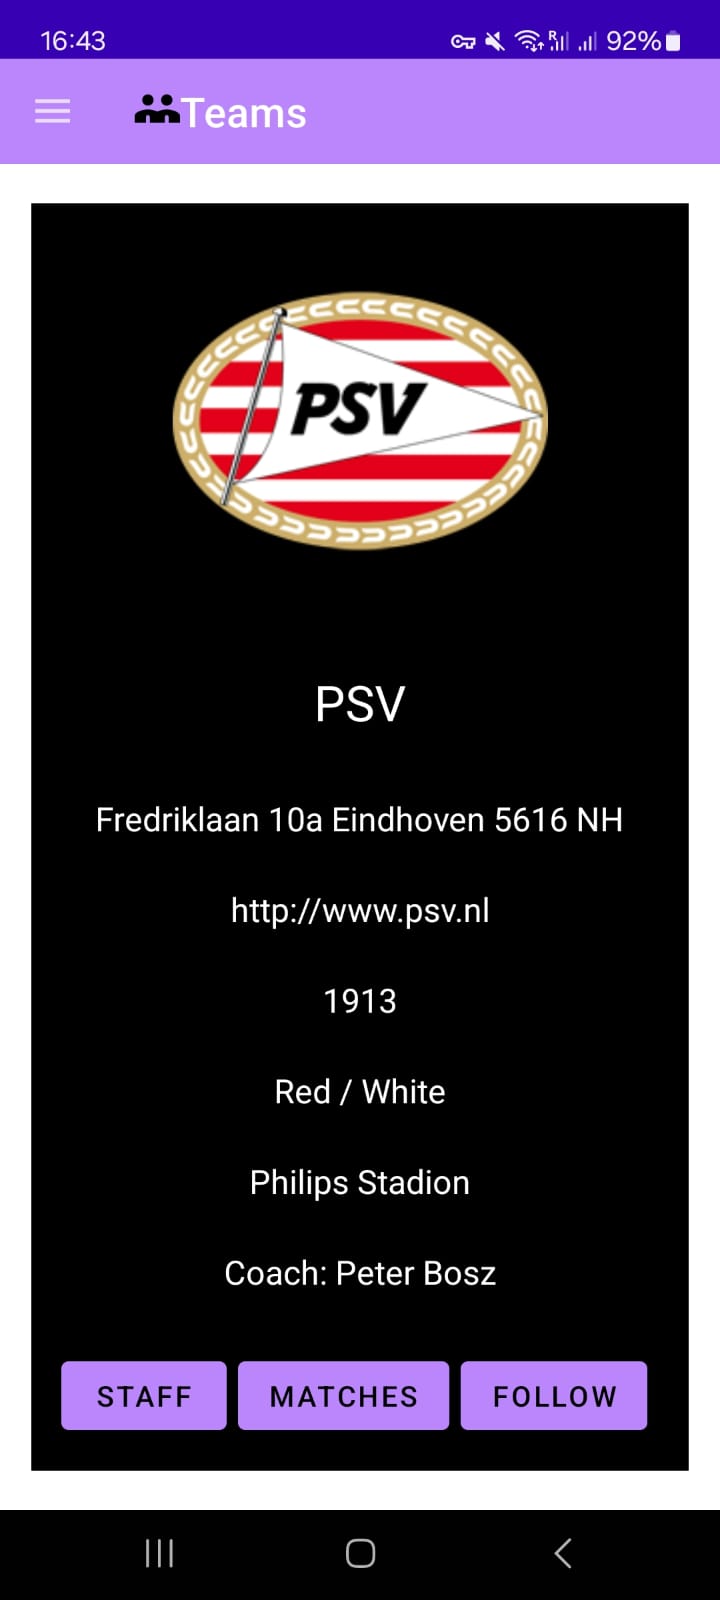 16:43
R
92%
Teams
PSV
PSV
Fredriklaan 10a Eindhoven 5616 NH
http://www.psv.nl
1913
Red / White
Philips Stadion
Coach: Peter Bosz
STAFF
MATCHES
FOLLOW